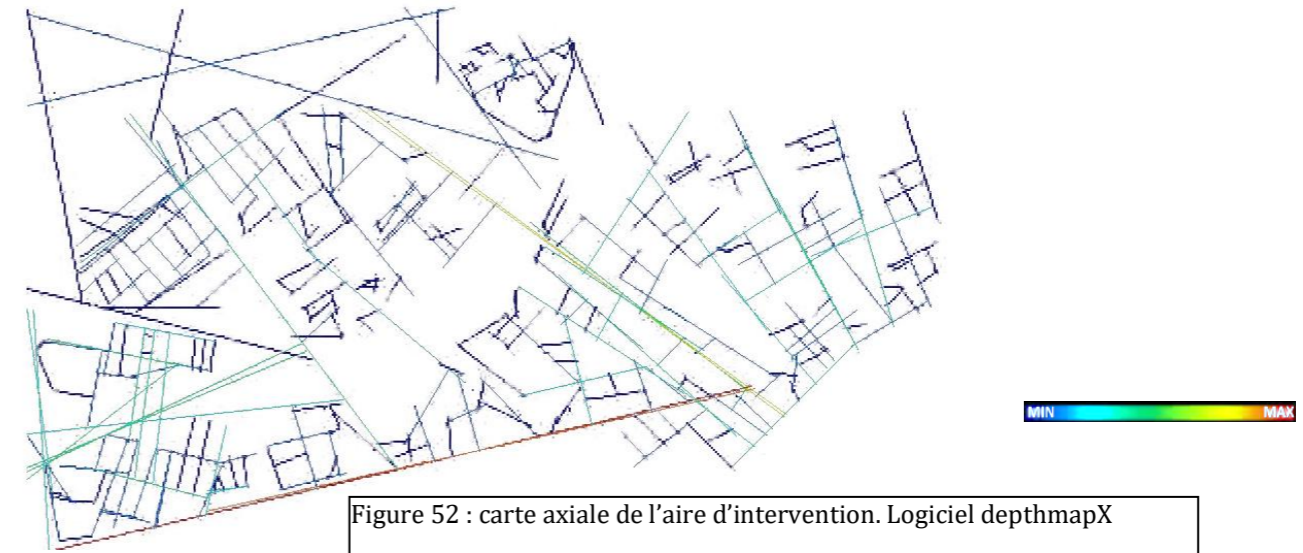 MIN MAX
Figure 52 : carte axiale de l’aire d’intervention. Logiciel depthmapX